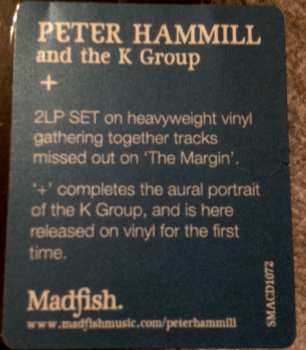 PETER HAMMILL
and the K Group
+
2LP SET on heavyweight vinyl
gathering together tracks
missed out on 'The Margin'.
'+' completes the aural portrait
of the K Group, and is here
released on vinyl for the first
time.
Madfish.
www.madfishmusic.com/peterhammill
SMACD1072